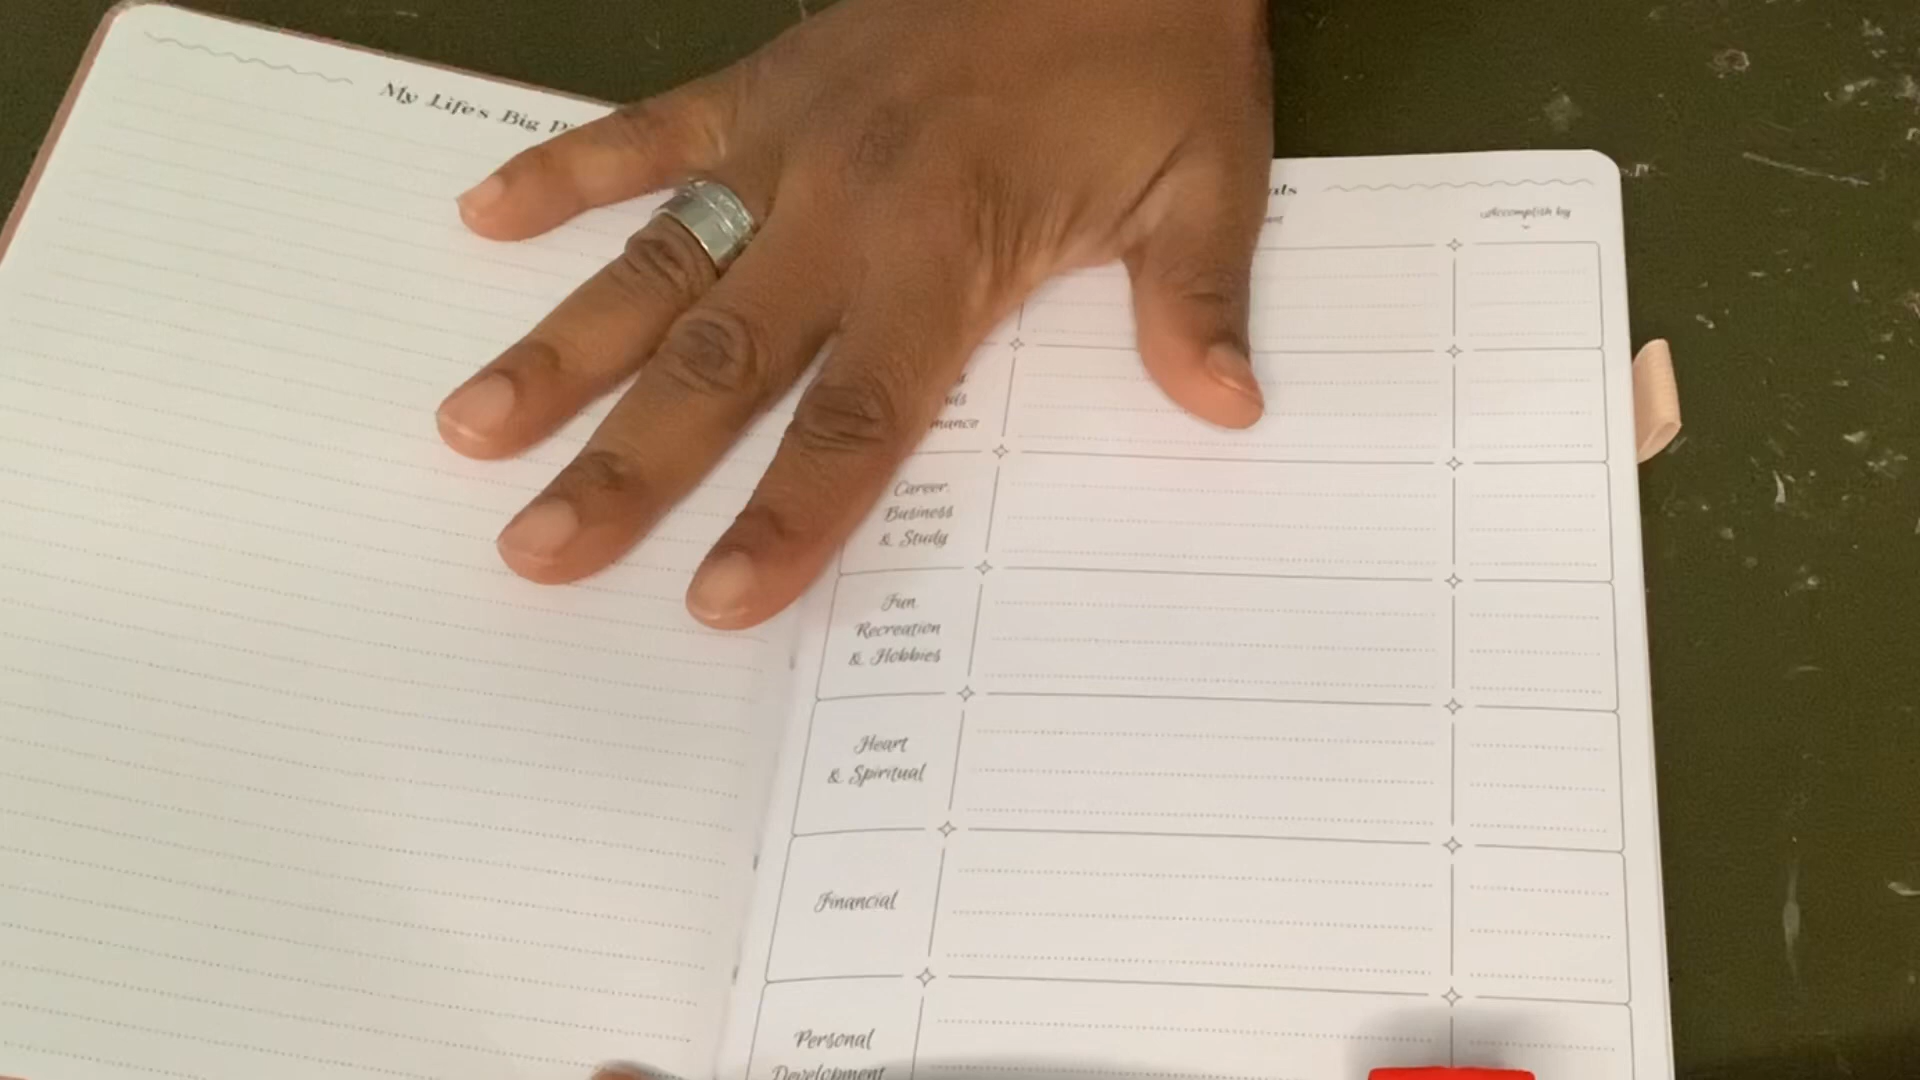 My Life's Big
Accomplish by
Career
Business
& Study
Fun
Recreation
& Hobbies
Heart
& Spiritual
Financial
Personal
Development